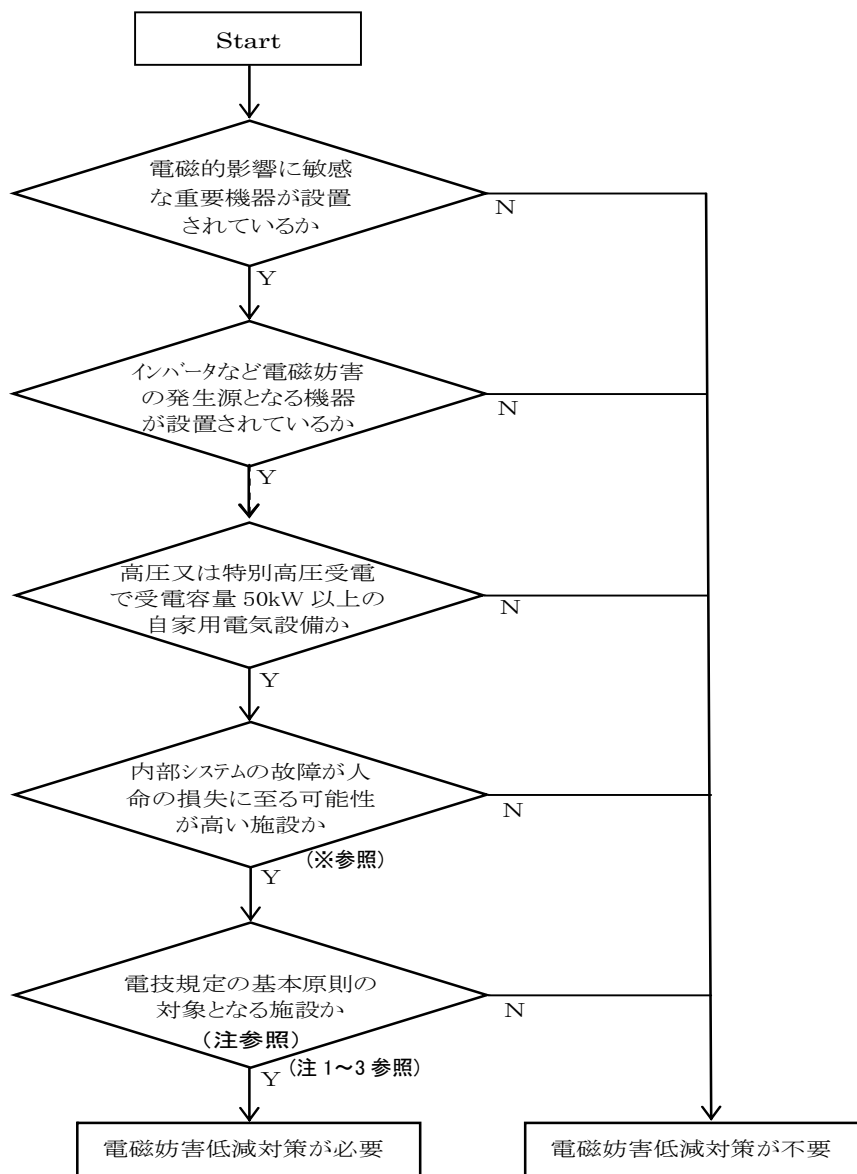 Start
電磁的影響に敏感
な重要機器が設置
されているか
N
Y
インバータなど電磁妨害
の発生源となる機器
が設置されているか
N
Y
高圧又は特別高圧受電
で受電容量 50kW 以上の
自家用電気設備か
N
Y
内部システムの故障が人
命の損失に至る可能性
が高い施設か
N
(※参照)
Y
電技規定の基本原則の
対象となる施設か
N
(注参照)
(注 1~3 参照)
Y
電磁妨害低減対策が必要
電磁妨害低減対策が不要